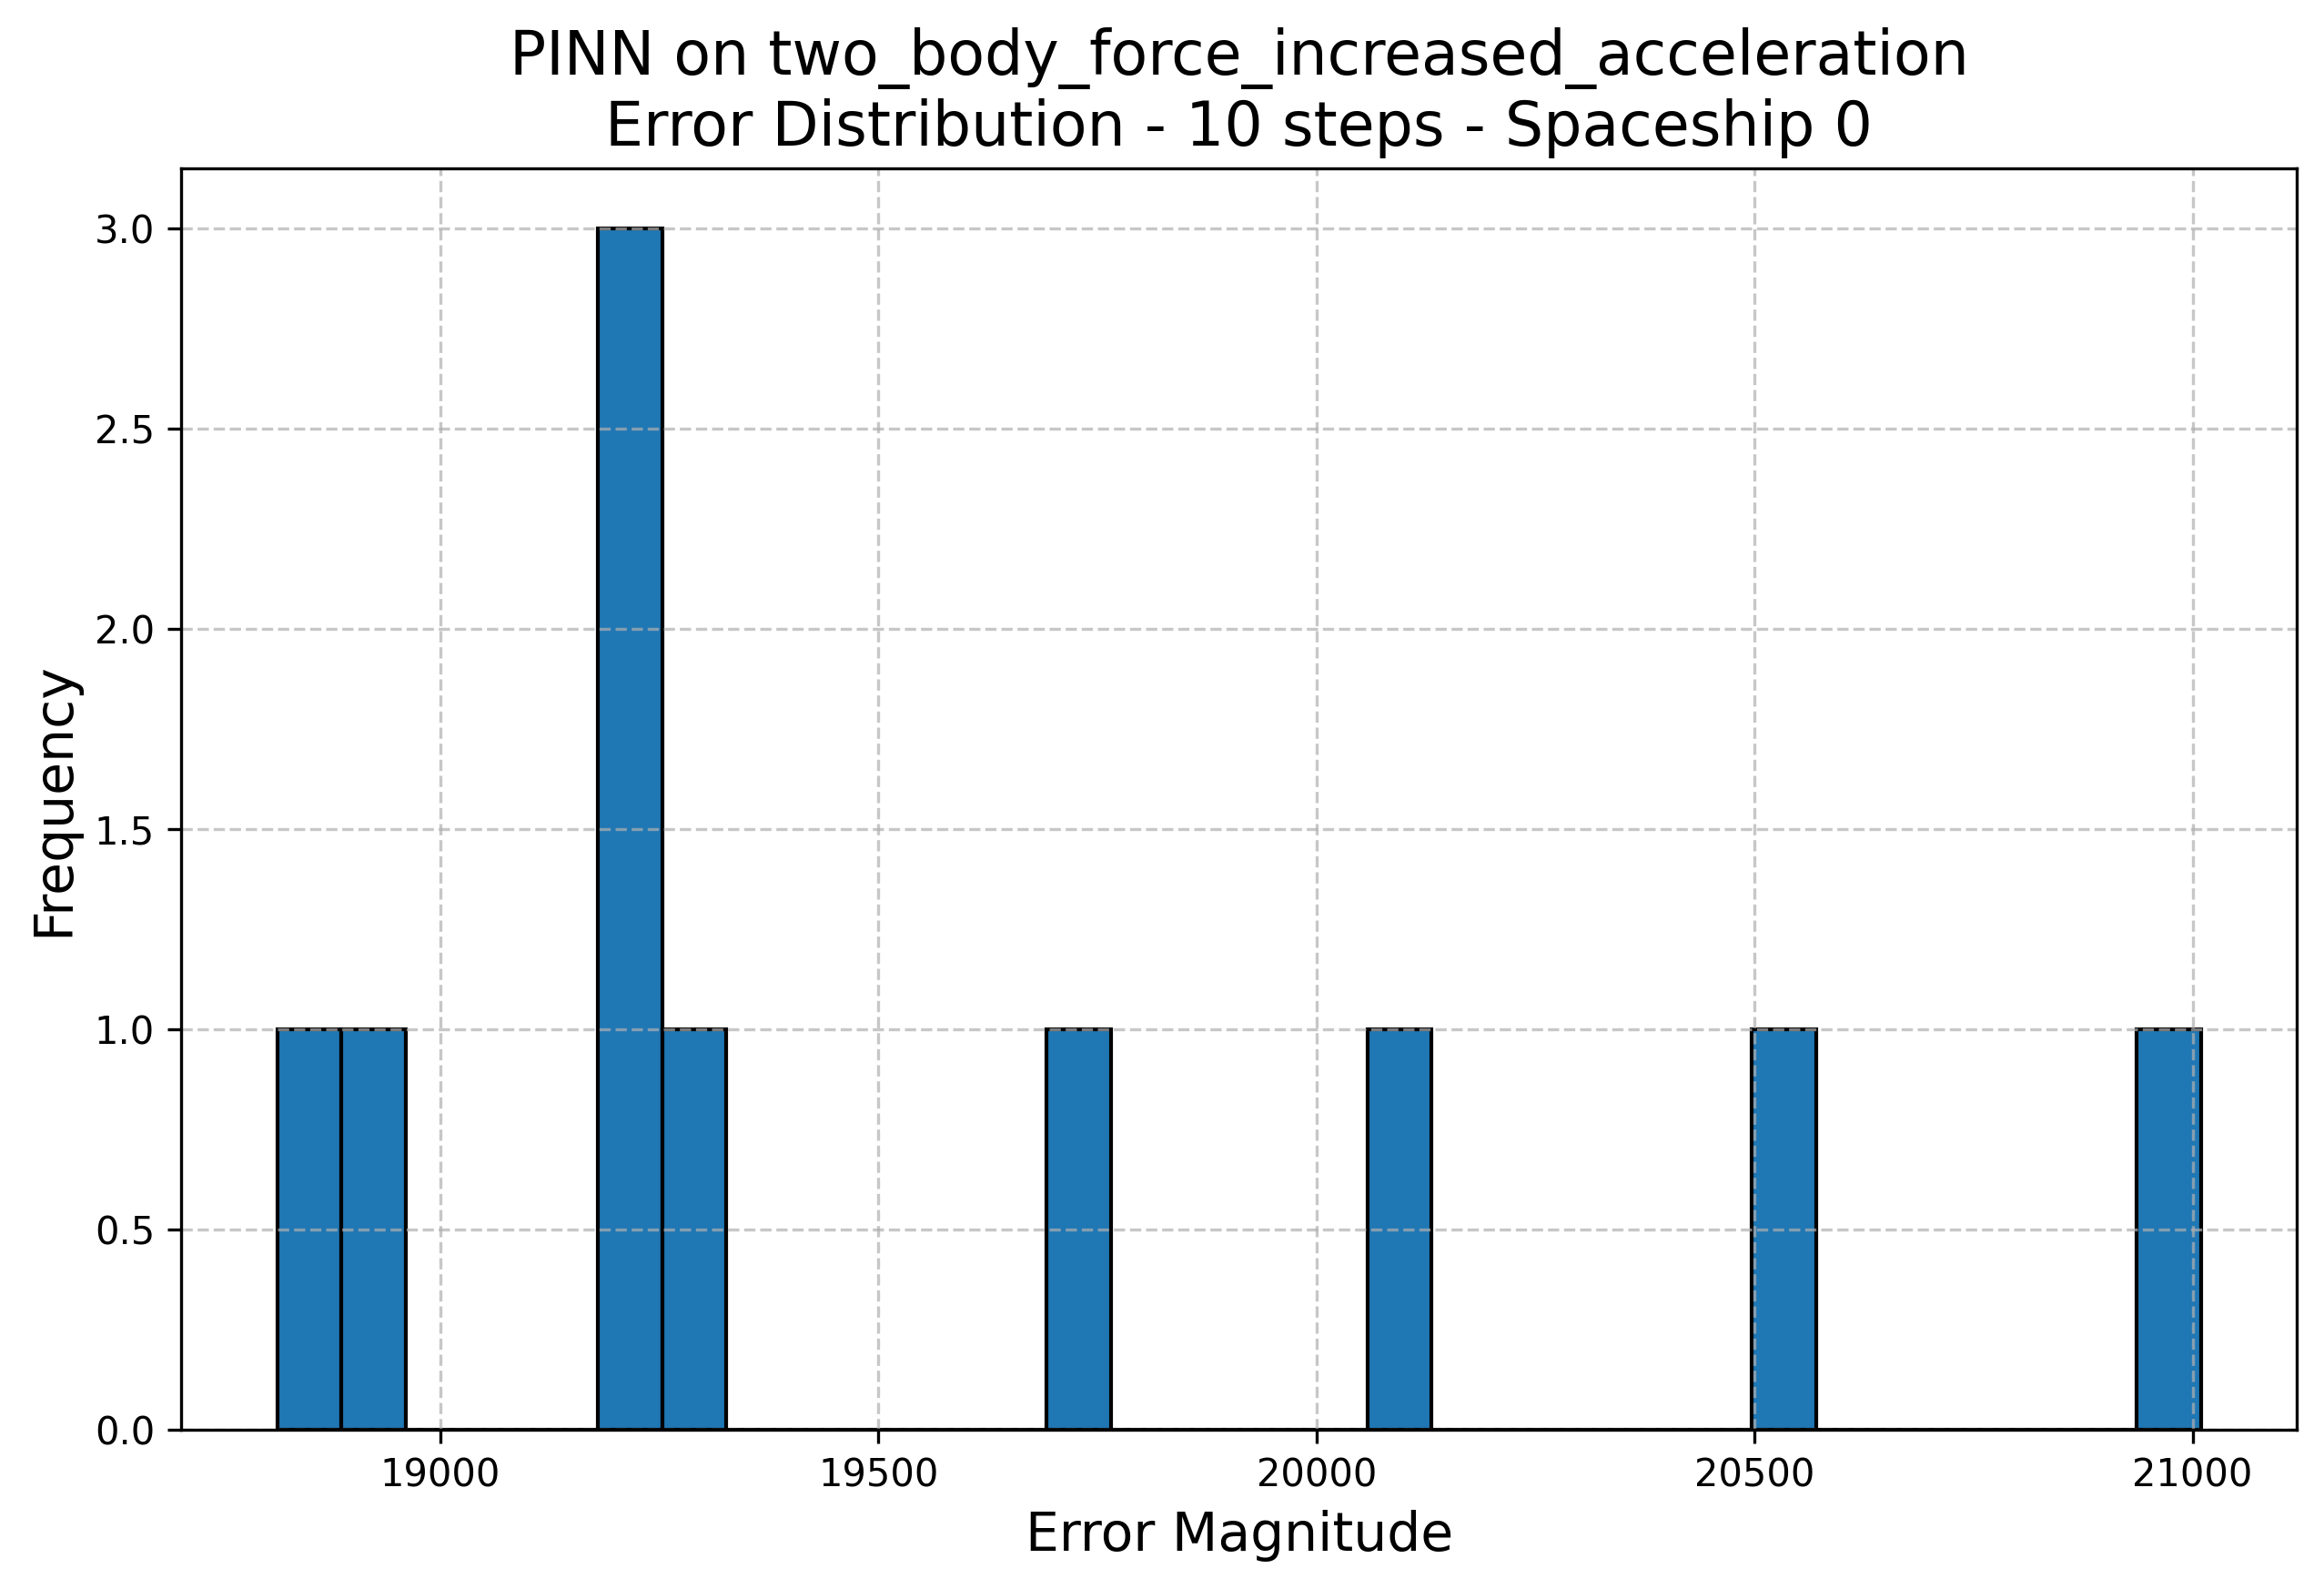 PINN on two_body_force_increased_acceleration
Error Distribution - 10 steps - Spaceship 0
3.0
2.5
2.0
1.5
1.0
0.5
0.0
Frequency
19000 19500 20000 20500 21000
Error Magnitude